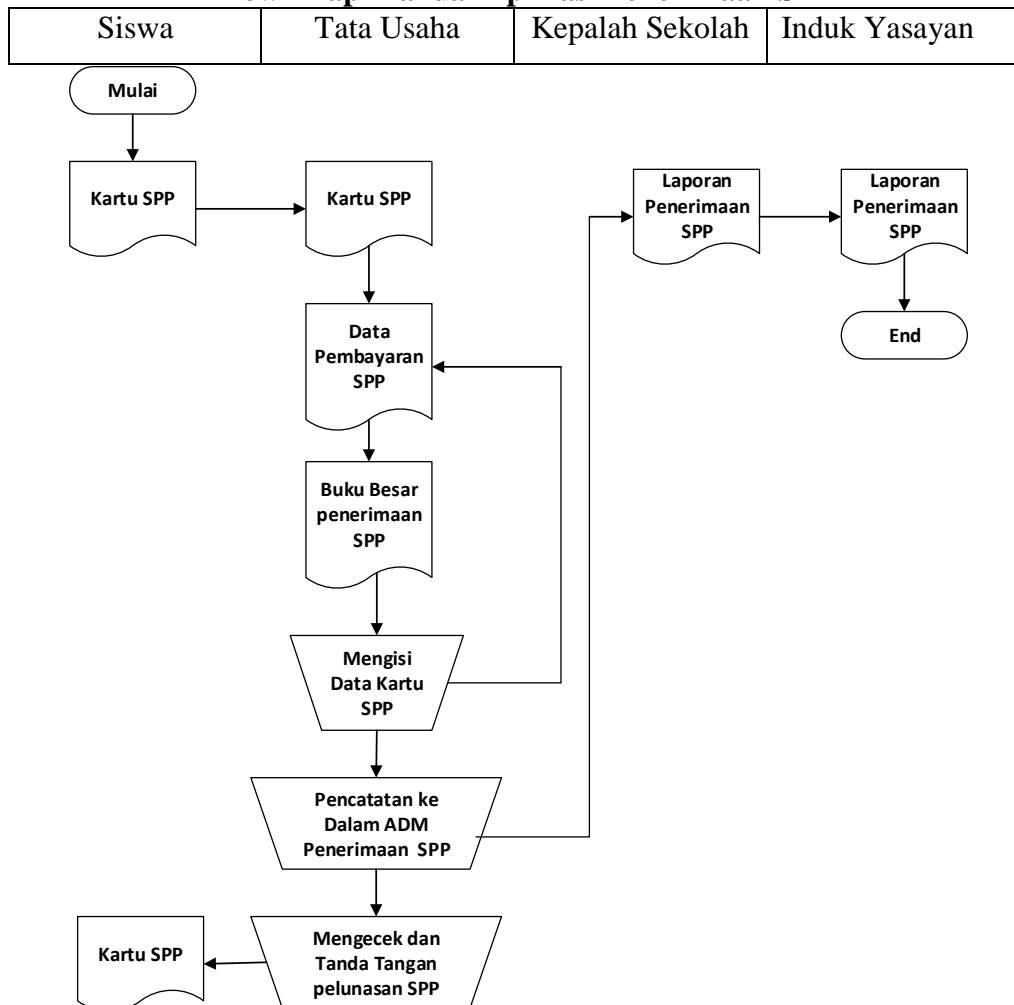 Siswa
Tata Usaha
Kepalah Sekolah
Induk Yasayan
Mulai
Kartu SPP
Kartu SPP
Laporan
Penerimaan
SPP
Laporan
Penerimaan
SPP
End
Data
Pembayaran
SPP
Buku Besar
penerimaan
SPP
Mengisi
Data Kartu
SPP
Pencatatan ke
Dalam ADM
Penerimaan SPP
Kartu SPP
Mengecek dan
Tanda Tangan
pelunasan SPP